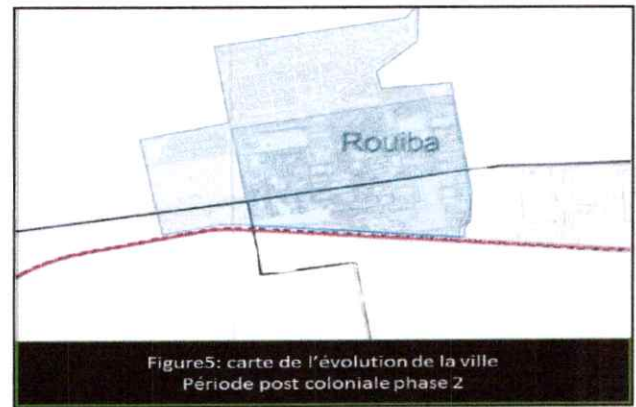 Rouiba
Figure5: carte de l'évolution de la ville
Période post coloniale phase 2